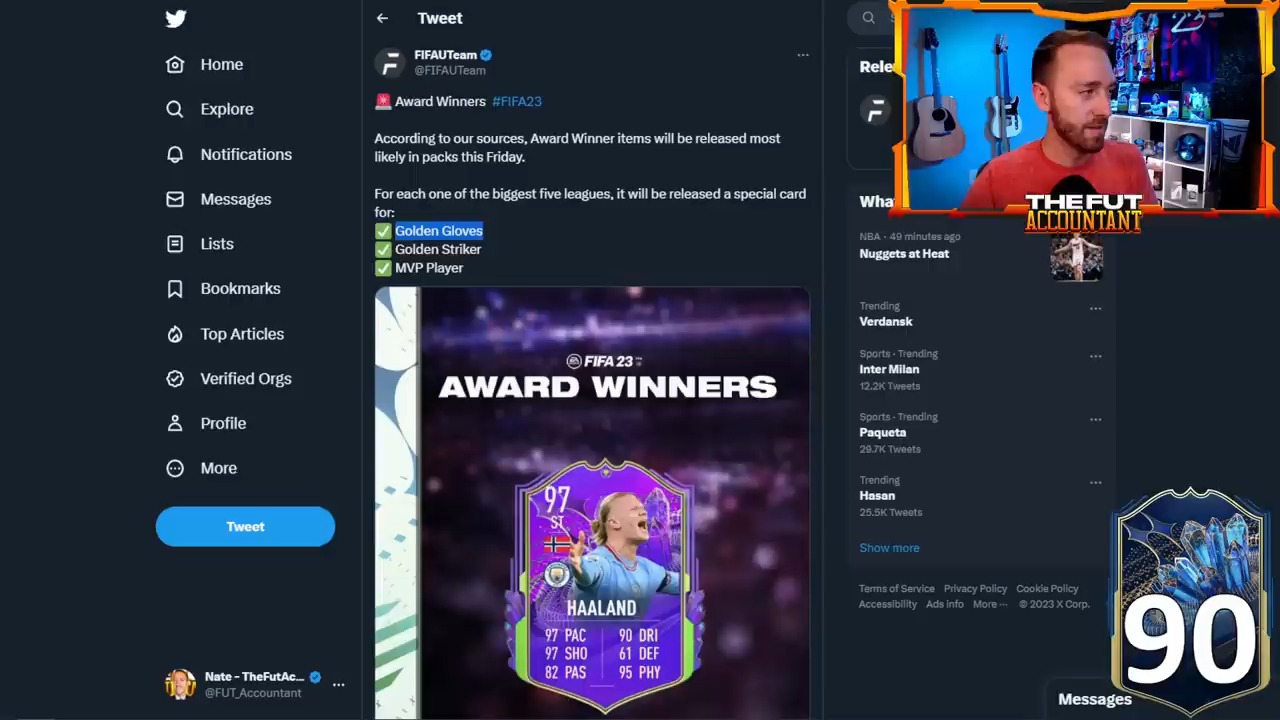 Home
Explore
Notifications
Messages
Lists
Bookmarks
Top Articles
Verified Orgs
Profile
More
Tweet
Nate - TheFutAc...
@FUT_Accountant
Tweet
FIFAUTeam
@FIFAUTeam
Award Winners #FIFA23
According to our sources, Award Winner items will be released most
likely in packs this Friday.
For each one of the biggest five leagues, it will be released a special card
for:
Golden Gloves
Golden Striker
MVP Player
FIFA 23
AWARD WINNERS
97
ST
HAALAND
97 PAC 90 DRI
97 SHO 61 DEF
82 PAS 95 PHY
THE FUT
ACCOUNTANT
NBA · 49 minutes ago
Nuggets at Heat
Trending
Verdansk
Sports · Trending
Inter Milan
12.2K Tweets
Sports · Trending
Paqueta
29.7K Tweets
Trending
Hasan
25.5K Tweets
Show more
Terms of Service Privacy Policy Cookie Policy
Accessibility Ads info More ··· © 2023 X Corp.
Messages
90